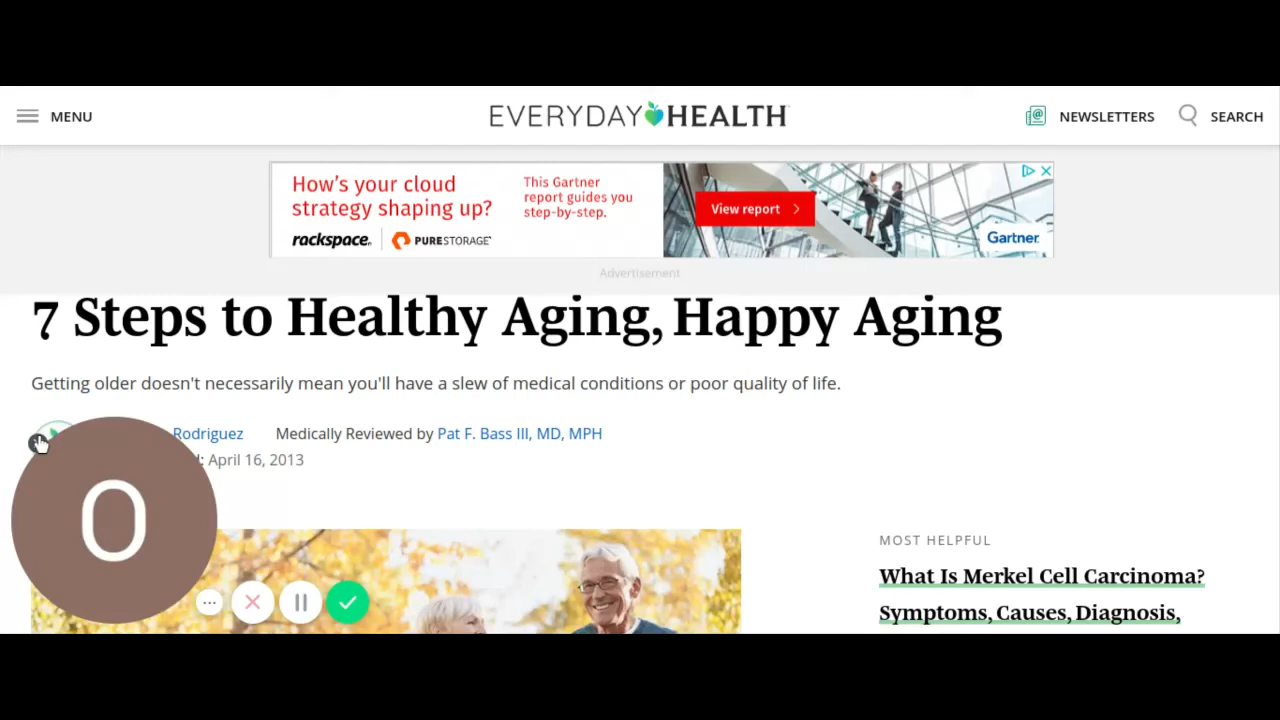 MENU
EVERYDAY HEALTH
NEWSLETTERS
SEARCH
How's your cloud
strategy shaping up?
rackspace.
PURESTORAGE
This Gartner
report guides you
step-by-step.
View report
Gartner
Advertisement
7 Steps to Healthy Aging, Happy Aging
Getting older doesn't necessarily mean you'll have a slew of medical conditions or poor quality of life.
Rodriguez
Medically Reviewed by Pat F. Bass III, MD, MPH
: April 16, 2013
O
MOST HELPFUL
What Is Merkel Cell Carcinoma?
Symptoms, Causes, Diagnosis,